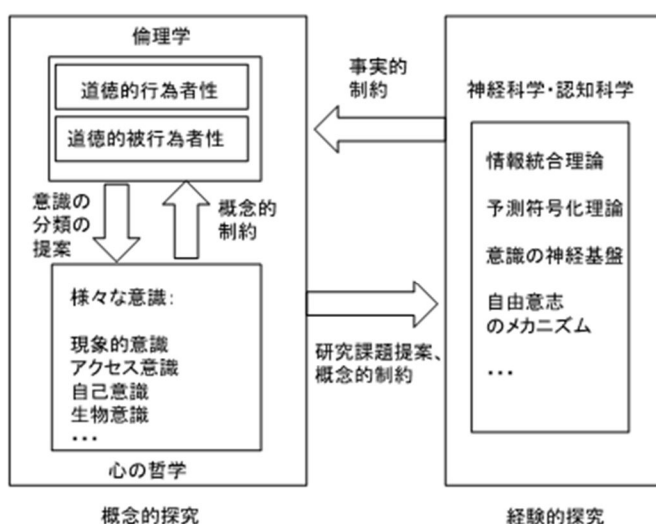 倫理学
道徳的行為者性
道徳的被行為者性
意識の
分類の
提案
概念的
制約
様々な意識:
現象的意識
アクセス意識
自己意識
生物意識
・・・
心の哲学
概念的探究
事実的
制約
研究課題提案、
概念的制約
神経科学・認知科学
情報統合理論
予測符号化理論
意識の神経基盤
自由意志
のメカニズム
・・・
経験的探究